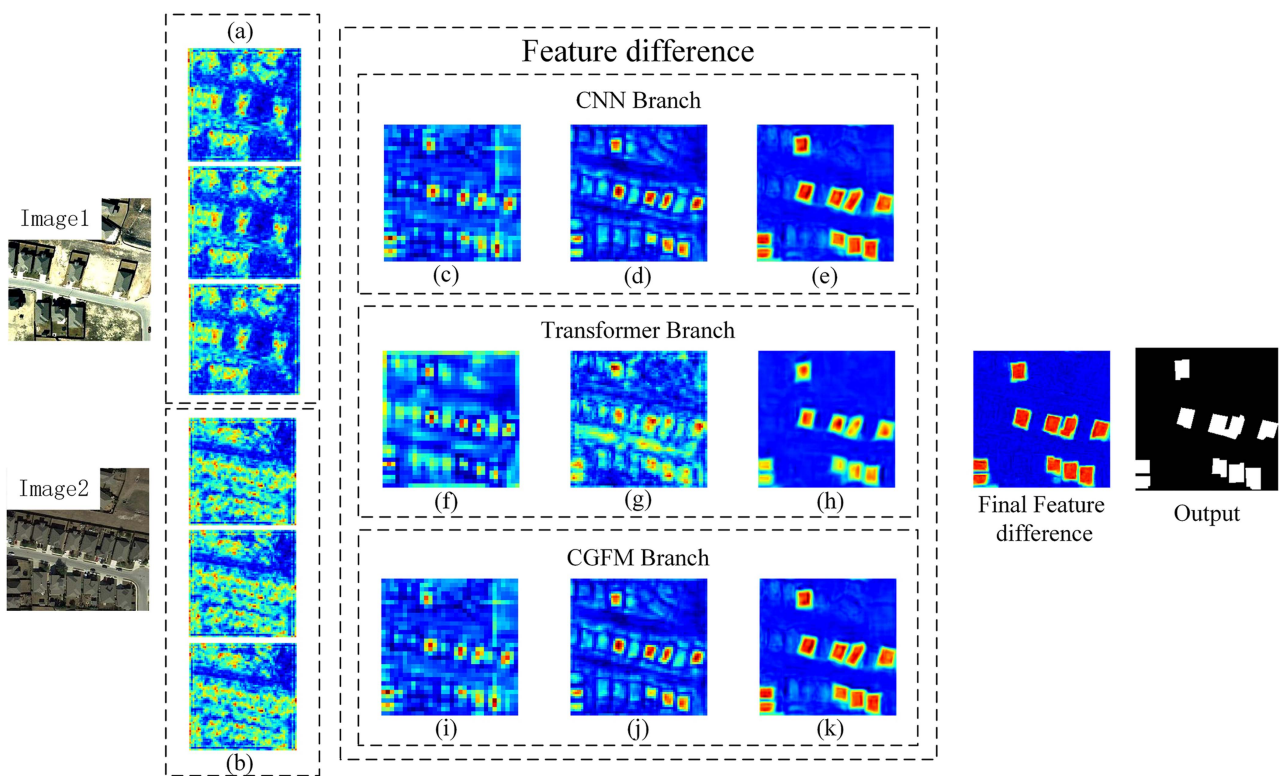 (a)
Image1
Image2
(b)
Feature difference
CNN Branch
(c)
(d)
(e)
Transformer Branch
(f)
(g)
(h)
CGFM Branch
(i)
(j)
(k)
Final Feature
difference
Output